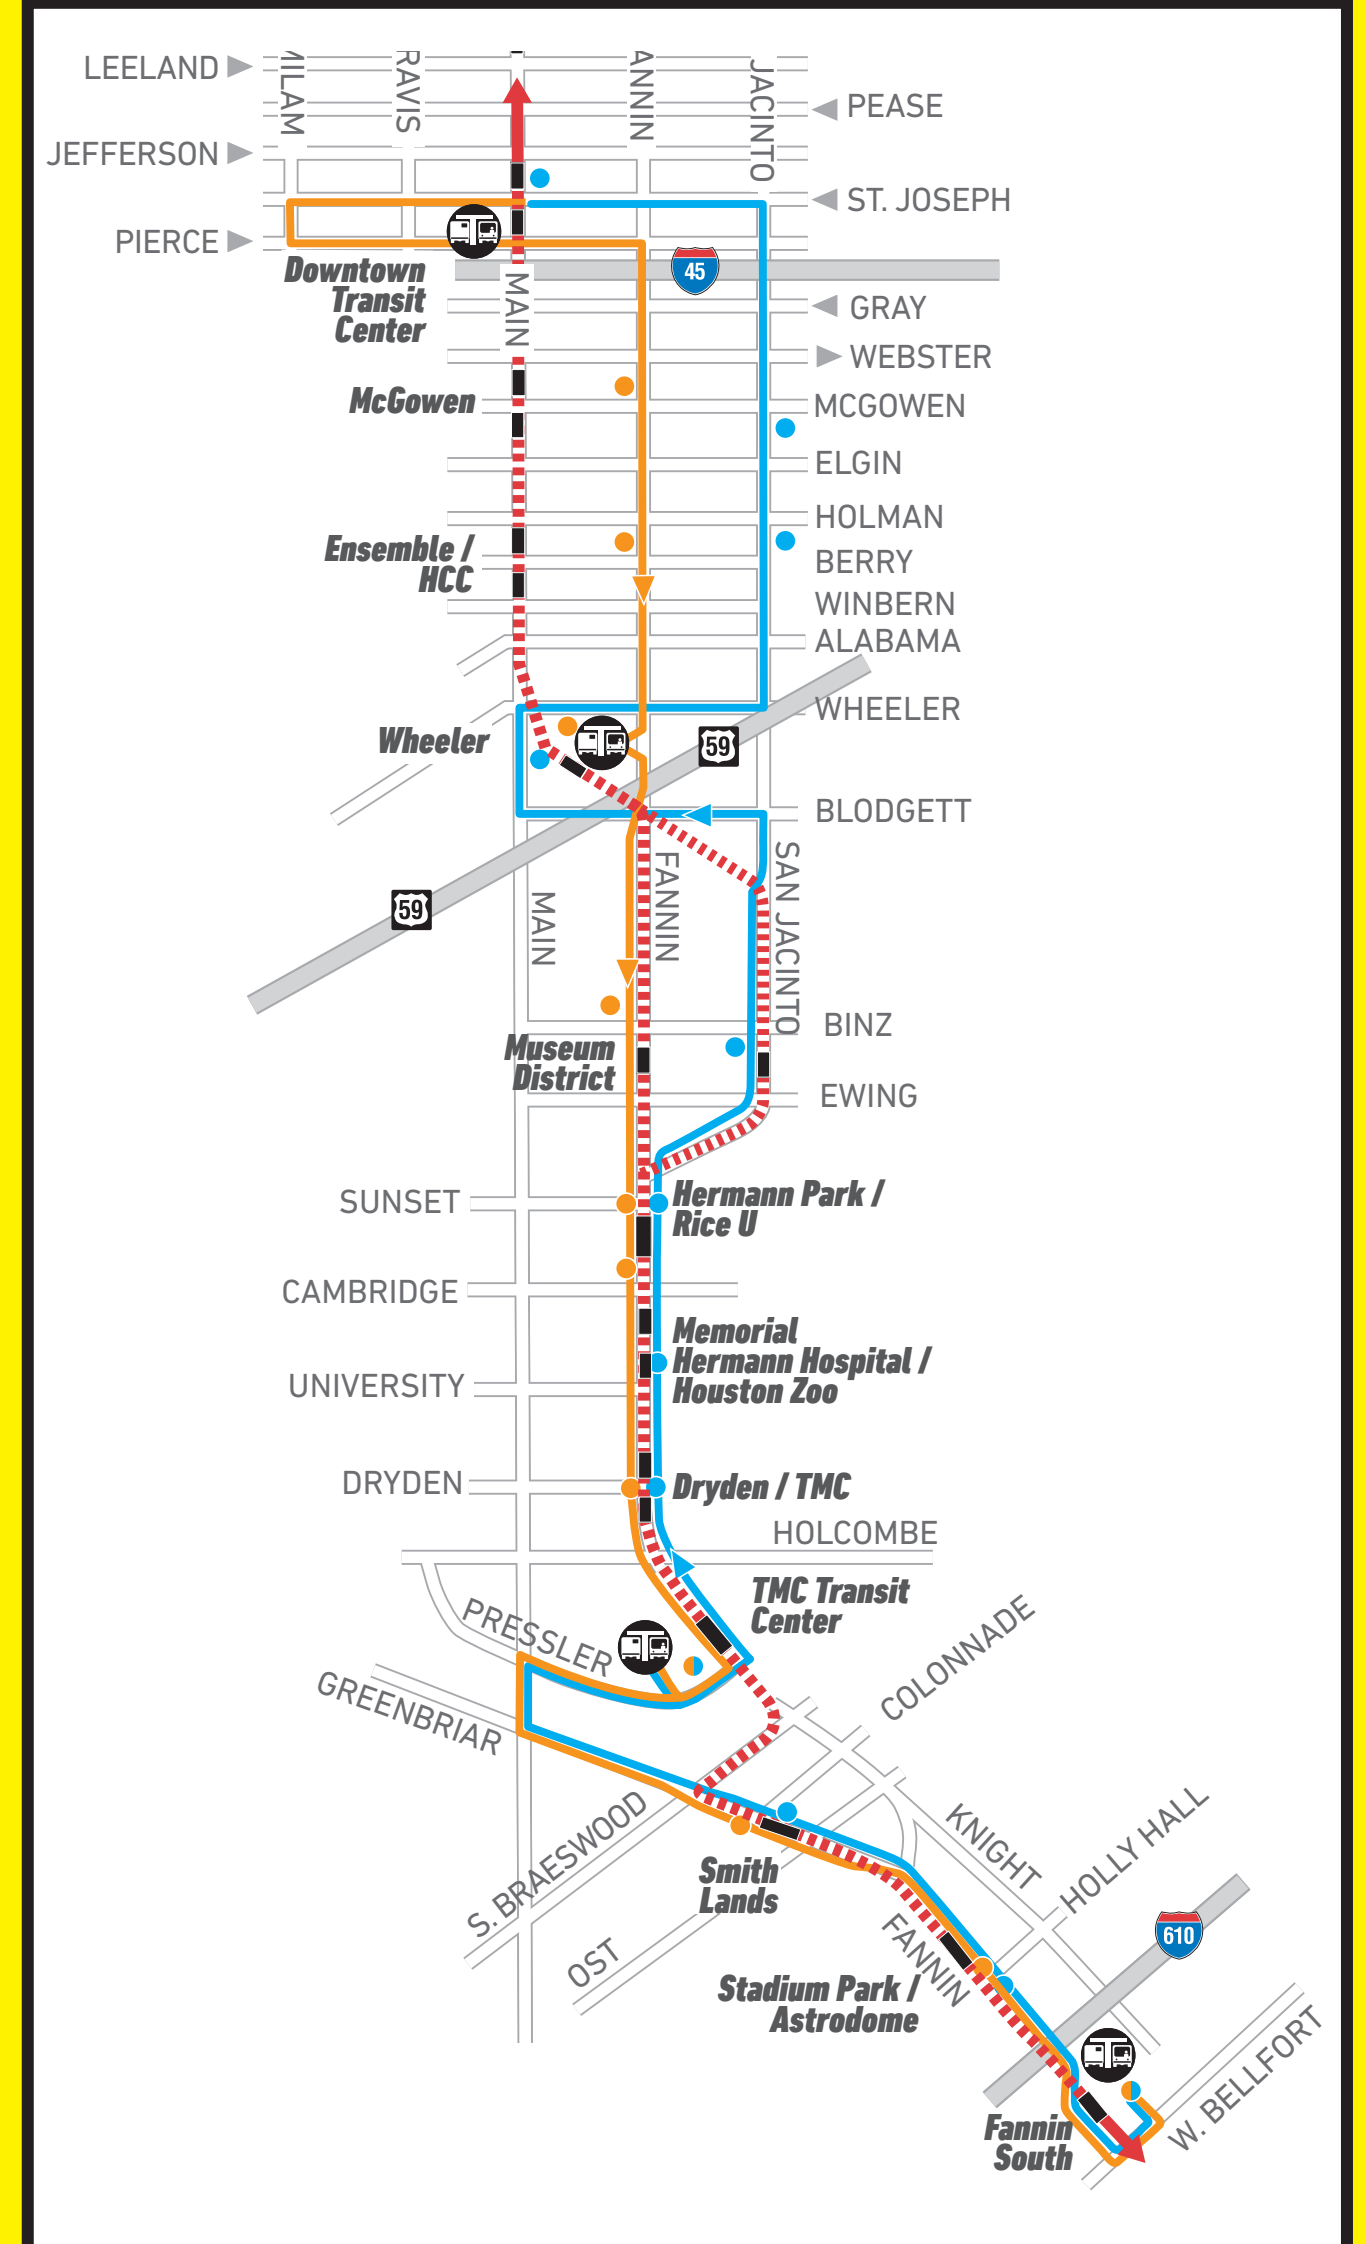 LEELAND
MILAM
RAVIS
ANNIN
JACINTO
PEASE
JEFFERSON
ST. JOSEPH
PIERCE
Downtown
Transit
Center
45
MAIN
GRAY
WEBSTER
McGowen
MCGOWEN
ELGIN
HOLMAN
Ensemble /
HCC
BERRY
WINBERN
ALABAMA
WHEELER
Wheeler
59
BLODGETT
59
MAIN
FANNIN
SAN JACINTO
BINZ
Museum
District
EWING
SUNSET
Hermann Park /
Rice U
CAMBRIDGE
Memorial
Hermann Hospital /
Houston Zoo
UNIVERSITY
DRYDEN
Dryden / TMC
HOLCOMBE
TMC Transit
Center
PRESSLER
GREENBRIAR
COLONNADE
S. BRAESWOOD
KNIGHT
HOLLY HALL
Smith
Lands
OST
FANNIN
610
Stadium Park /
Astrodome
W. BELLFORT
Fannin
South